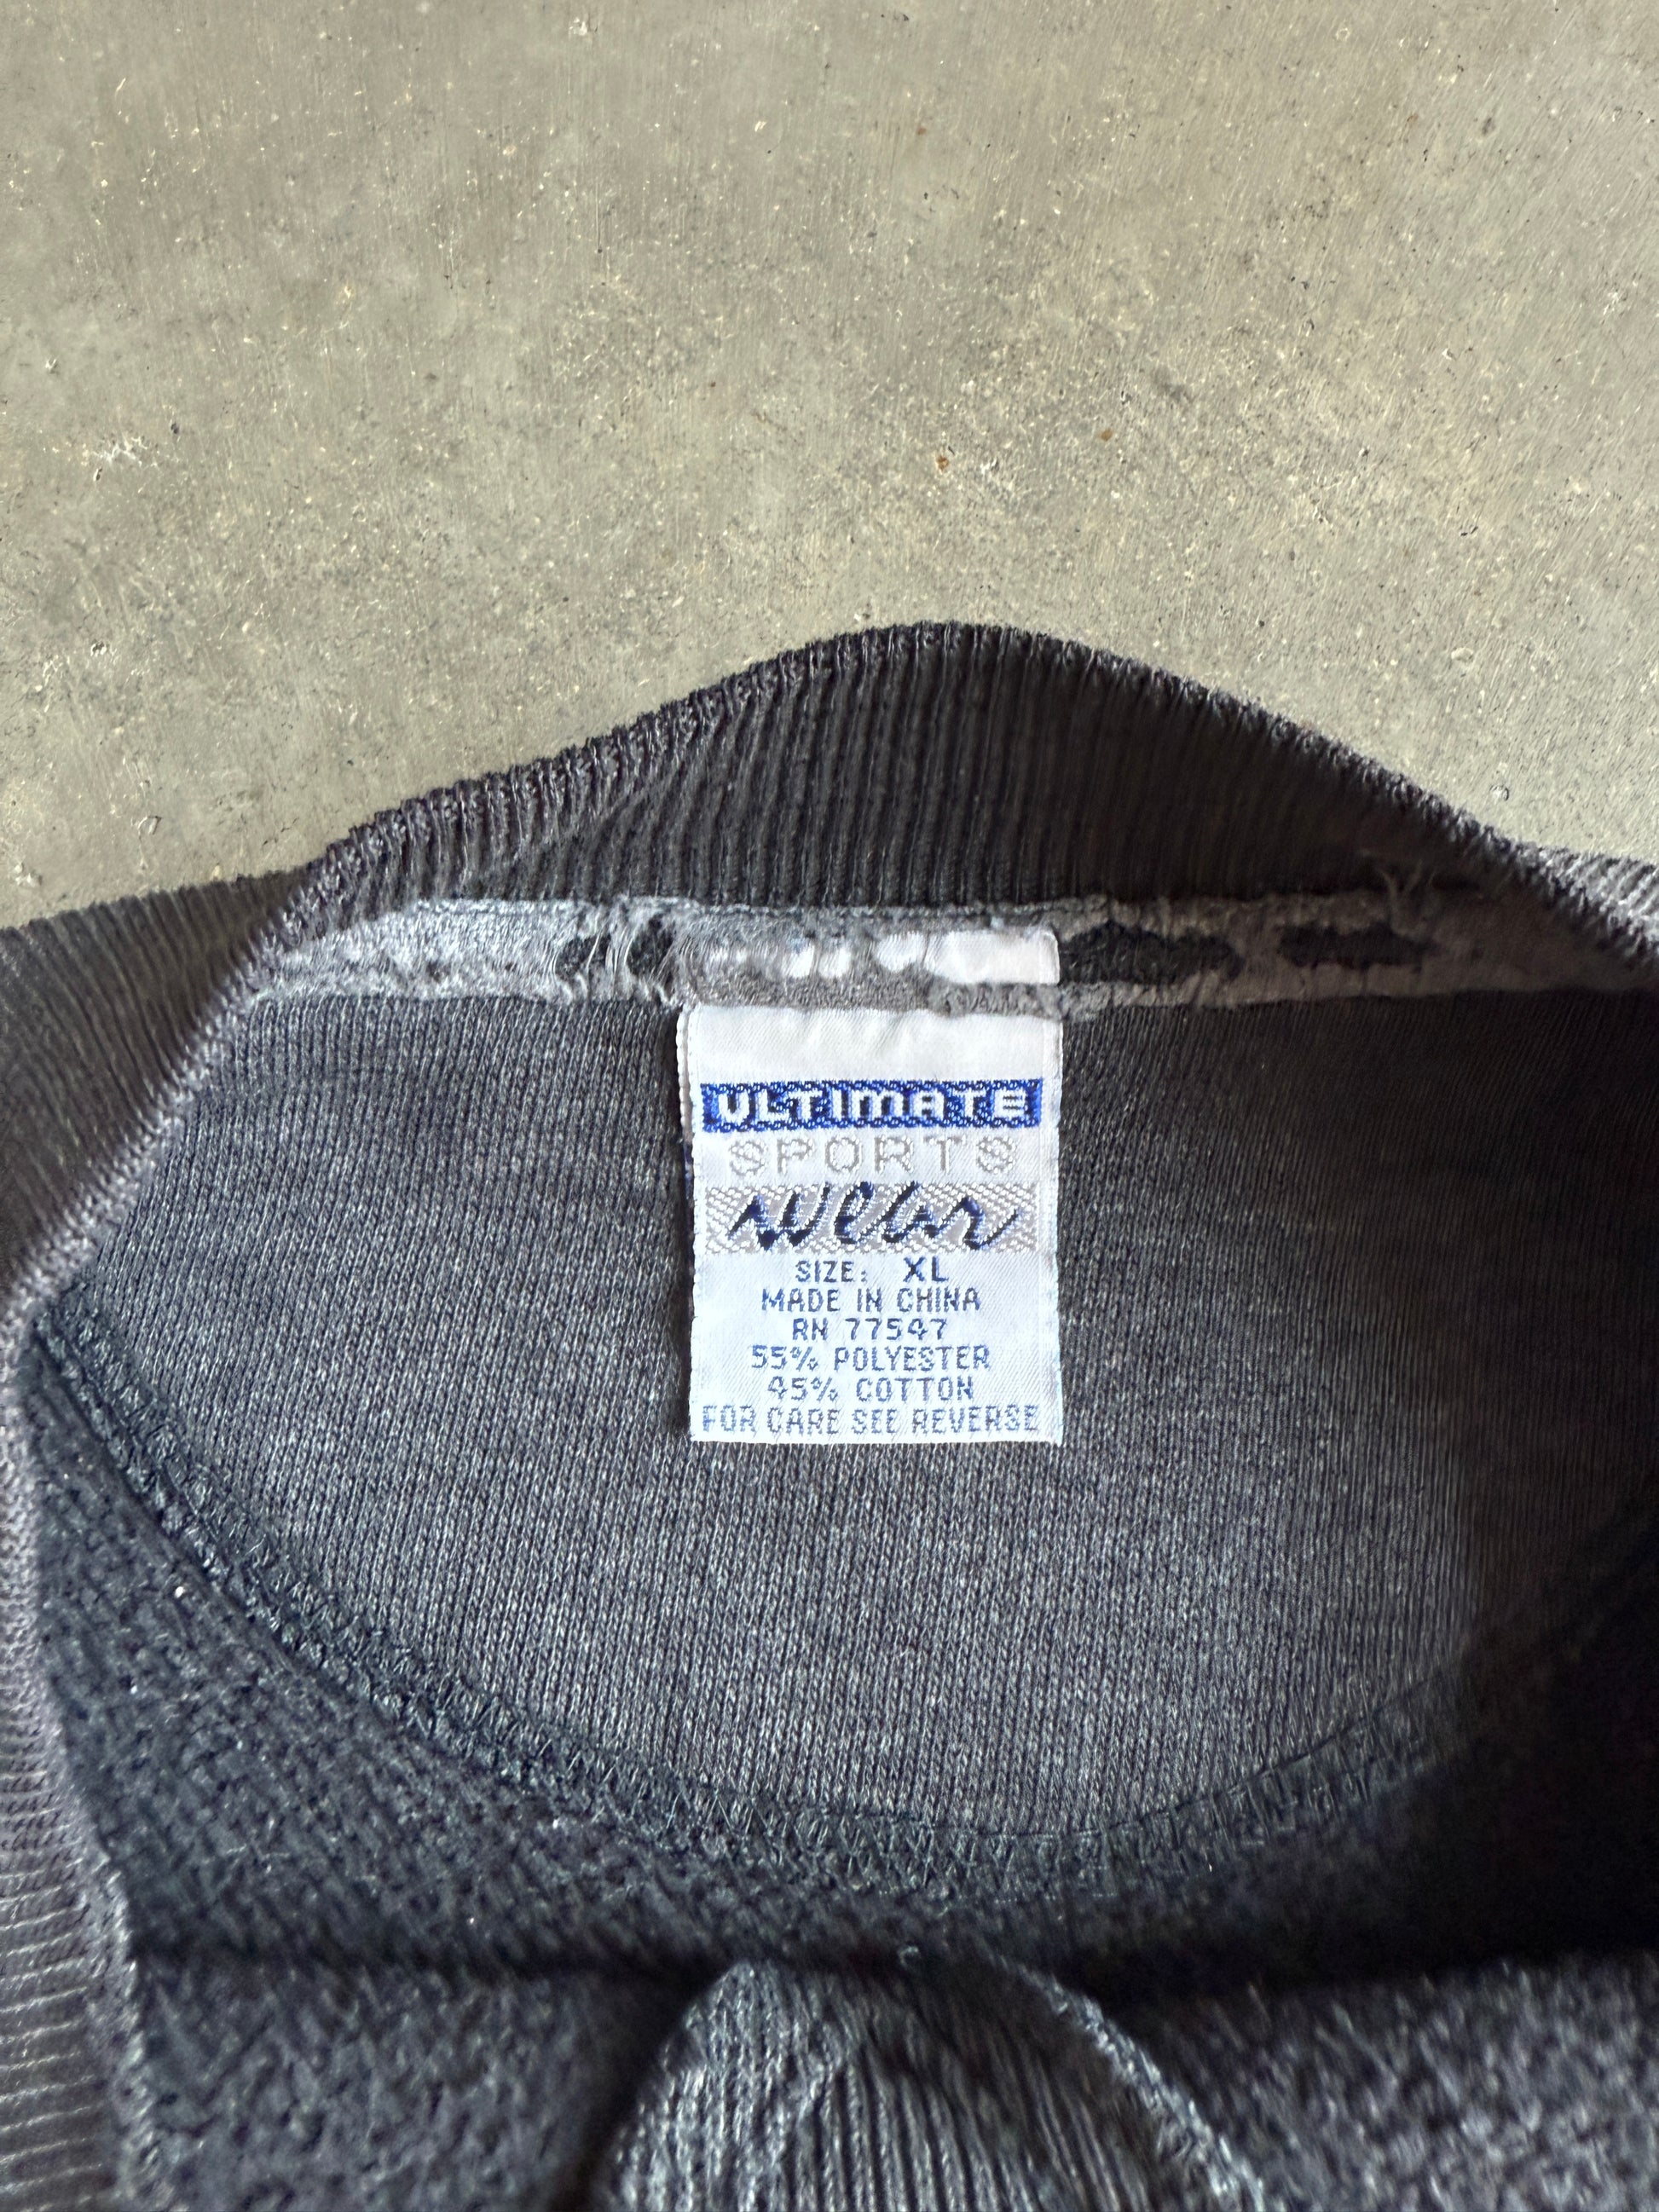 ULTIMATE
SPORTS
wear
SIZE: XL
MADE IN CHINA
RN 77547
55% POLYESTER
45% COTTON
FOR CARE SEE REVERSE